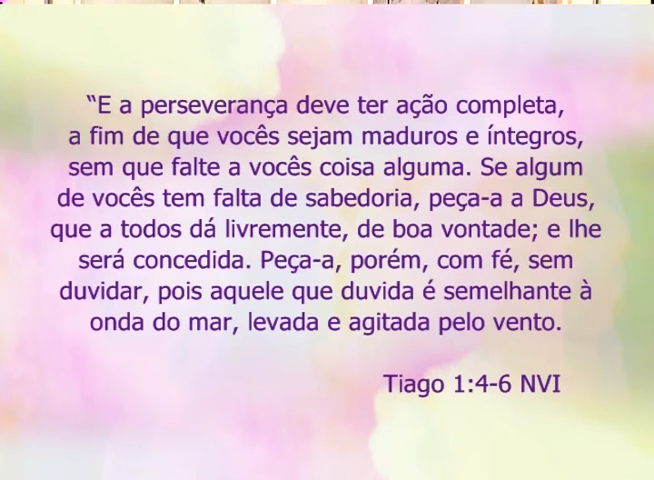 “E a perseverança deve ter ação completa,
a fim de que vocês sejam maduros e íntegros,
sem que falte a vocês coisa alguma. Se algum
de vocês tem falta de sabedoria, peça-a a Deus,
que a todos dá livremente, de boa vontade; e lhe
será concedida. Peça-a, porém, com fé, sem
duvidar, pois aquele que duvida é semelhante à
onda do mar, levada e agitada pelo vento.
Tiago 1:4-6 NVI